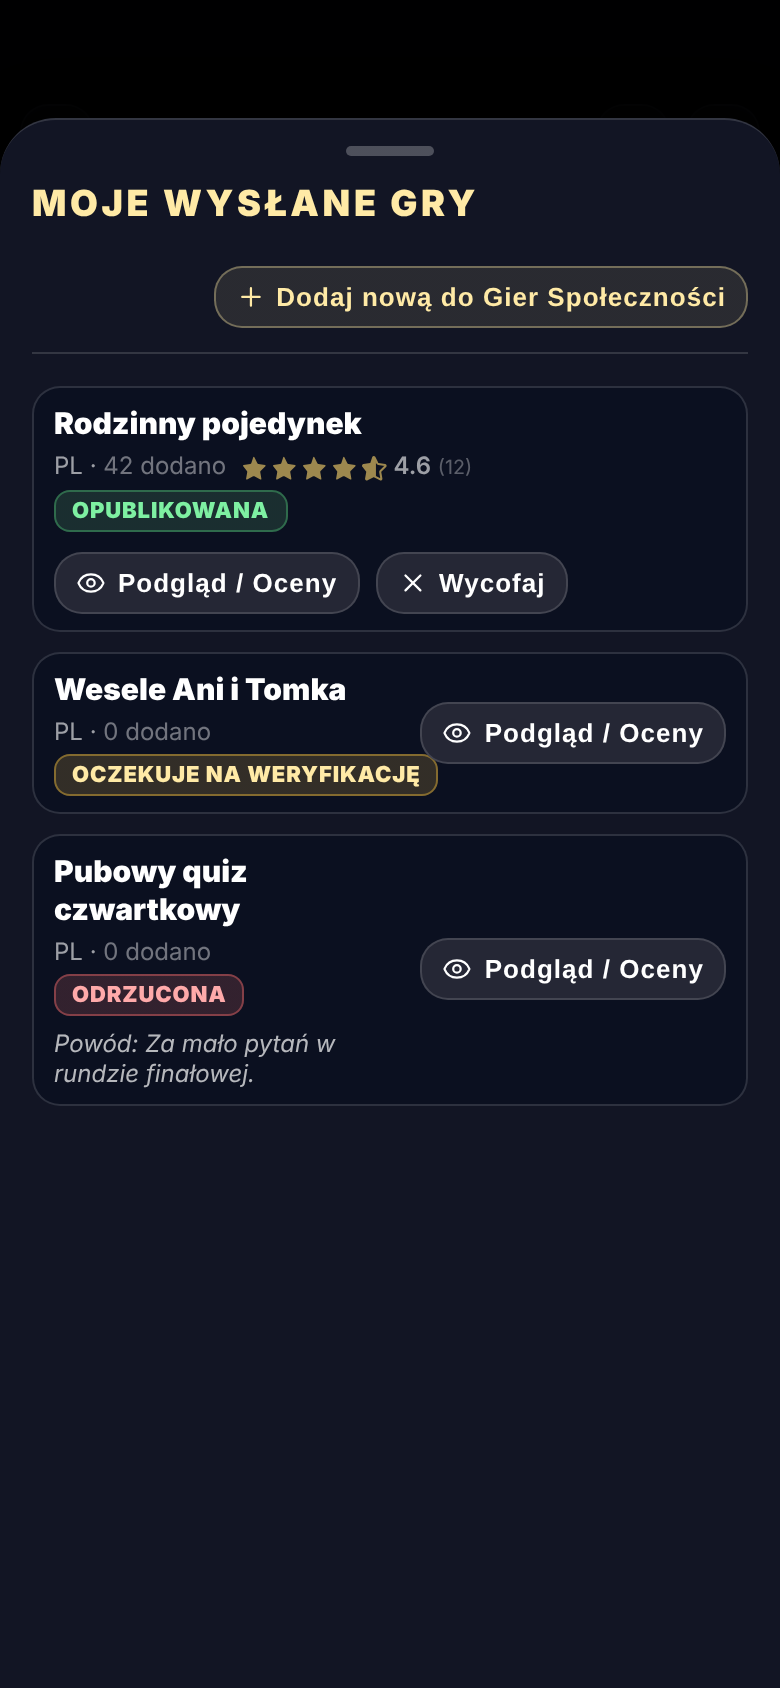 MOJE WYSŁANE GRY
Dodaj nową do Gier Społeczności
Rodzinny pojedynek
PL · 42 dodano 4.6 (12)
OPUBLIKOWANA
Podgląd / Oceny Wycofaj
Wesele Ani i Tomka
PL · 0 dodano
Podgląd / Oceny
OCZEKUJE NA WERYFIKACJĘ
Pubowy quiz
czwartkowy
PL · 0 dodano
Podgląd / Oceny
ODRZUCONA
Powód: Za mało pytań w
rundzie finałowej.